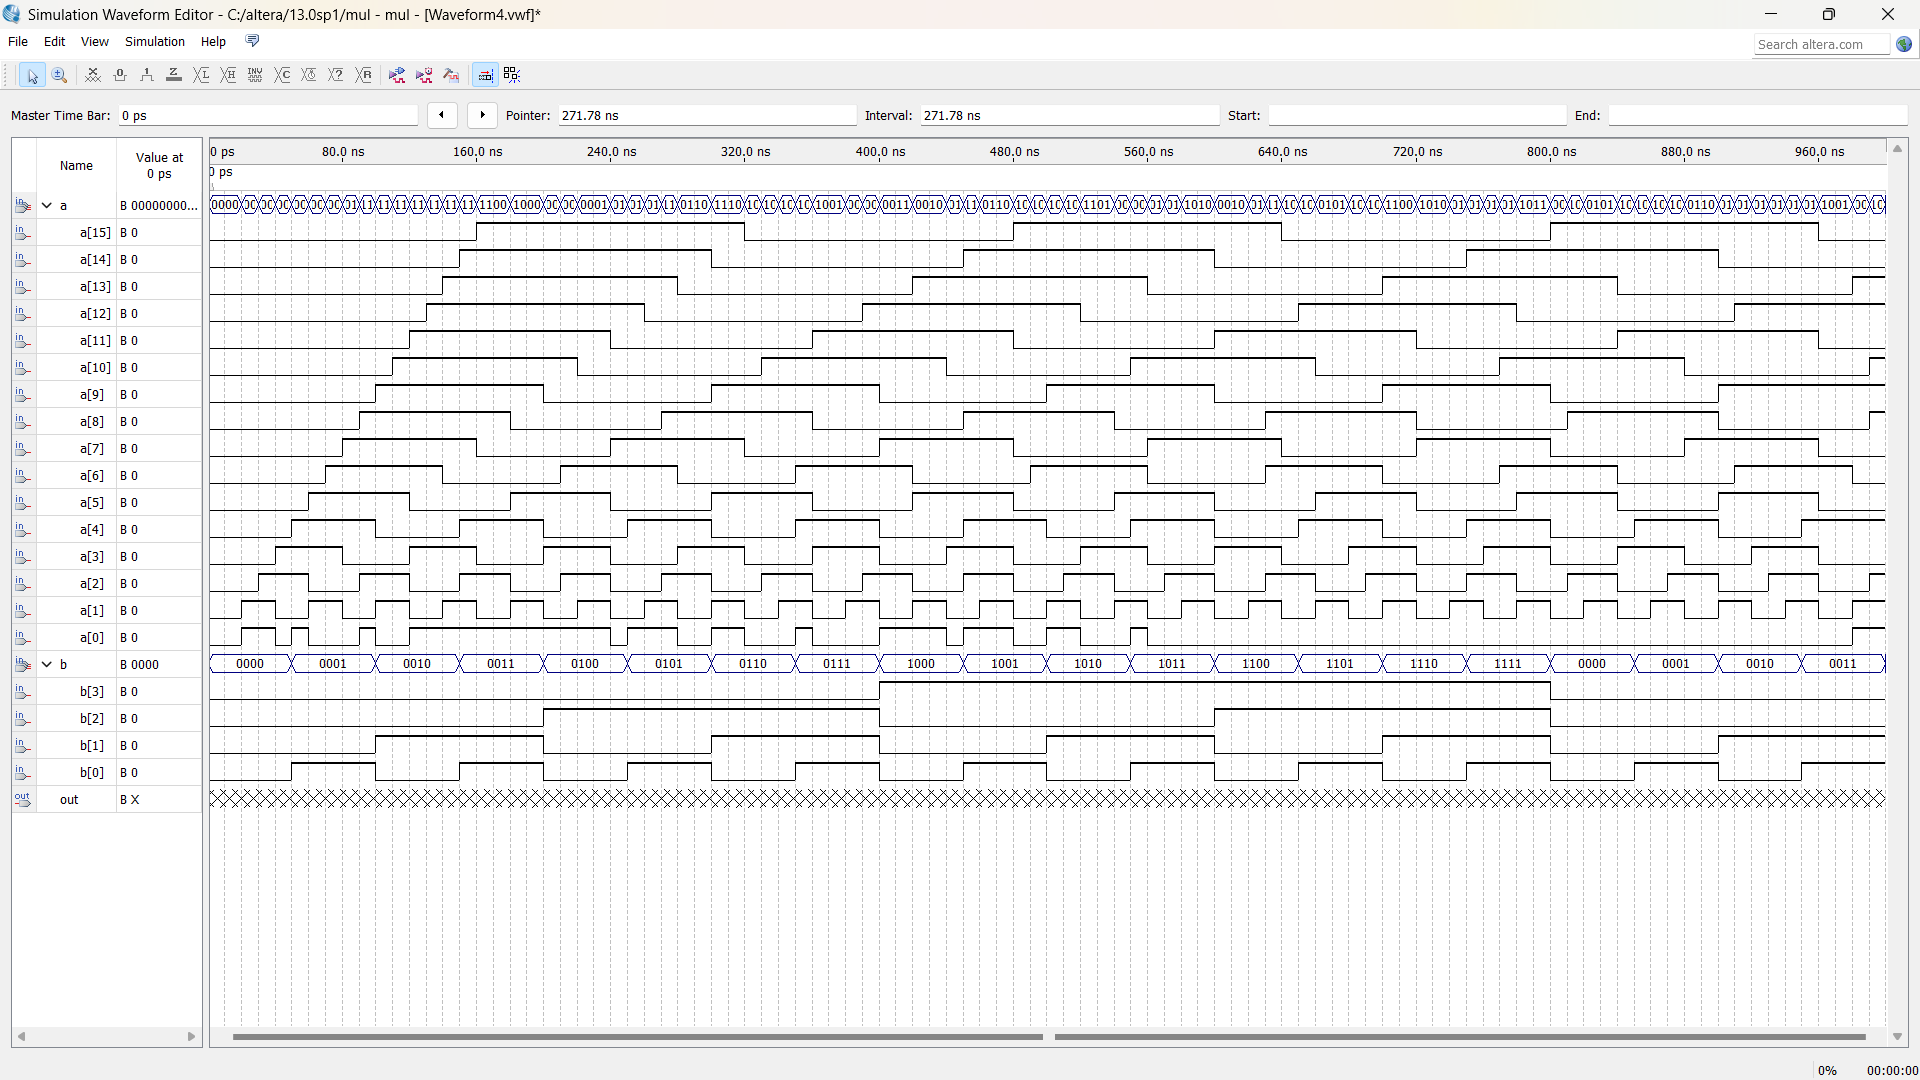 Simulation Waveform Editor - C:/altera/13.0sp1/mul - mul - [Waveform4.vwf]*
File Edit View Simulation Help
Search altera.com
Master Time Bar: 0 ps Pointer: 271.78 ns Interval: 271.78 ns Start: End:
Name Value at 0 ps
0 ps 80.0 ns 160.0 ns 240.0 ns 320.0 ns 400.0 ns 480.0 ns 560.0 ns 640.0 ns 720.0 ns 800.0 ns 880.0 ns 960.0 ns
0 ps
a B 00000000... 0000 1100 1000 0001 0110 1110 1001 0011 0010 0110 1101 1010 0010 0101 1100 1010 1011 0101 0110 1001
a[15] B 0
a[14] B 0
a[13] B 0
a[12] B 0
a[11] B 0
a[10] B 0
a[9] B 0
a[8] B 0
a[7] B 0
a[6] B 0
a[5] B 0
a[4] B 0
a[3] B 0
a[2] B 0
a[1] B 0
a[0] B 0
b B 0000 0000 0001 0010 0011 0100 0101 0110 0111 1000 1001 1010 1011 1100 1101 1110 1111 0000 0001 0010 0011
b[3] B 0
b[2] B 0
b[1] B 0
b[0] B 0
out B X
0% 00:00:00